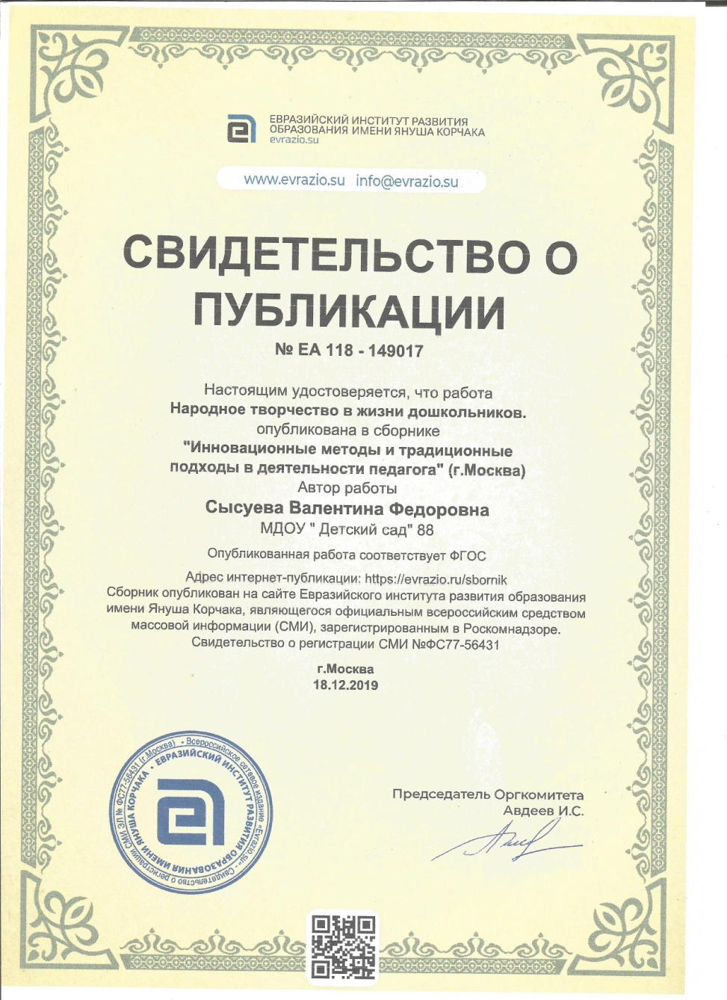 ЕВРАЗИЙСКИЙ ИНСТИТУТ РАЗВИТИЯ
ОБРАЗОВАНИЯ ИМЕНИ ЯНУША КОРЧАКА
evrazio.su
www.evrazio.su info@evrazio.su
СВИДЕТЕЛЬСТВО О
ПУБЛИКАЦИИ
№ ЕА 118 - 149017
Настоящим удостоверяется, что работа
Народное творчество в жизни дошкольников.
опубликована в сборнике
"Инновационные методы и традиционные
подходы в деятельности педагога" (г.Москва)
Автор работы
Сысуева Валентина Федоровна
МДОУ " Детский сад" 88
Опубликованная работа соответствует ФГОС
Адрес интернет-публикации: https://evrazio.ru/sbornik
Сборник опубликован на сайте Евразийского института развития образования
имени Януша Корчака, являющегося официальным всероссийским средством
массовой информации (СМИ), зарегистрированным в Роскомнадзоре.
Свидетельство о регистрации СМИ №ФС77-56431
г.Москва
18.12.2019
• Всероссийское сетевое издание «Evrazio.su» - Свидетельство о регистрации СМИ ЭЛ № ФС77-56431 (г.Москва)
• ЕВРАЗИЙСКИЙ ИНСТИТУТ РАЗВИТИЯ ОБРАЗОВАНИЯ ИМЕНИ ЯНУША КОРЧАКА
Председатель Оргкомитета
Авдеев И.С.